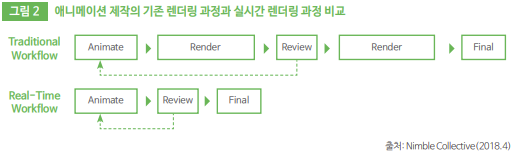 그림 2 애니메이션 제작의 기존 렌더링 과정과 실시간 렌더링 과정 비교
Traditional
Workflow
Animate Render Review Render Final
Real-Time
Workflow
Animate Review Final
출처: Nimble Collective(2018.4)